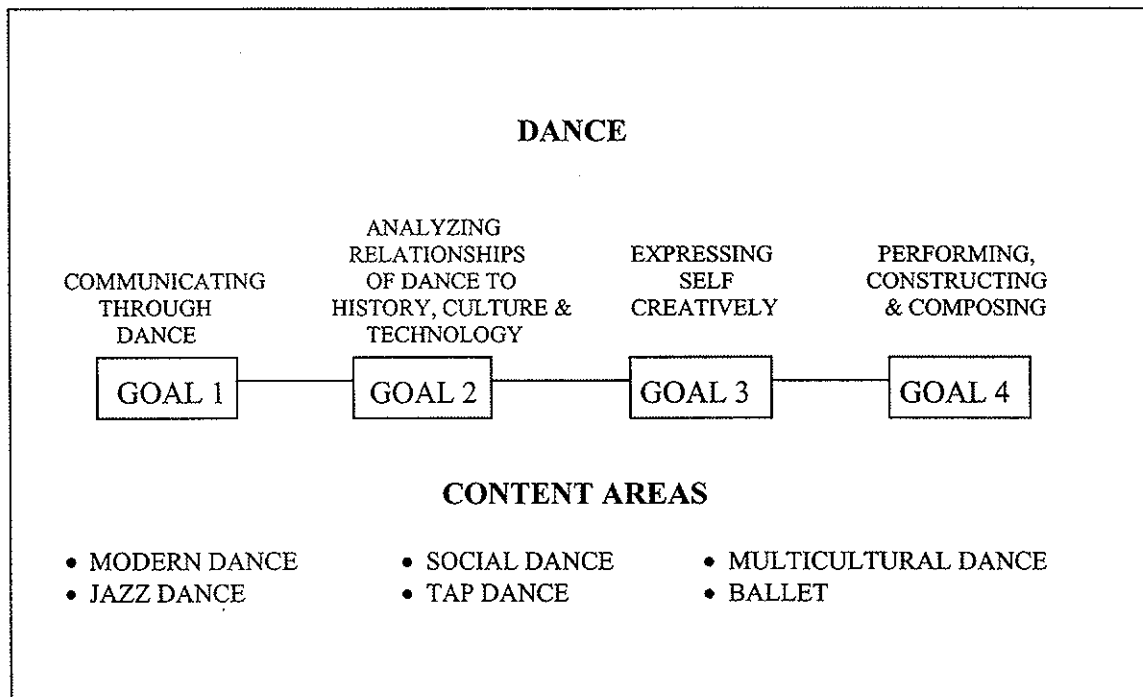 DANCE
COMMUNICATING
THROUGH
DANCE
ANALYZING
RELATIONSHIPS
OF DANCE TO
HISTORY, CULTURE &
TECHNOLOGY
EXPRESSING
SELF
CREATIVELY
PERFORMING,
CONSTRUCTING
& COMPOSING
GOAL 1
GOAL 2
GOAL 3
GOAL 4
CONTENT AREAS
• MODERN DANCE
• JAZZ DANCE
• SOCIAL DANCE
• TAP DANCE
• MULTICULTURAL DANCE
• BALLET